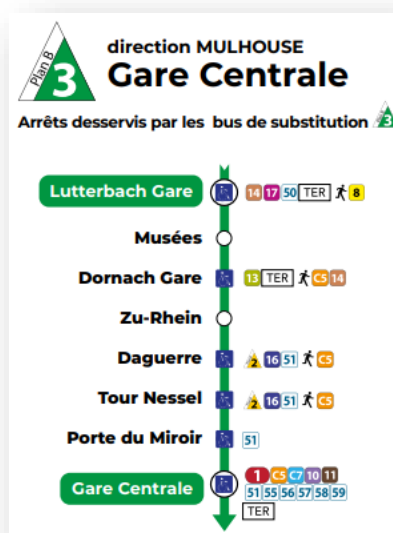 Plan B
3
direction MULHOUSE
Gare Centrale
Arrêts desservis par les bus de substitution 3
Lutterbach Gare 14 17 50 TER 8
Musées
Dornach Gare 13 TER C5 14
Zu-Rhein
Daguerre 2 16 51 C5
Tour Nessel 2 16 51 C5
Porte du Miroir 51
Gare Centrale 1 C5 C7 10 11
51 55 56 57 58 59
TER